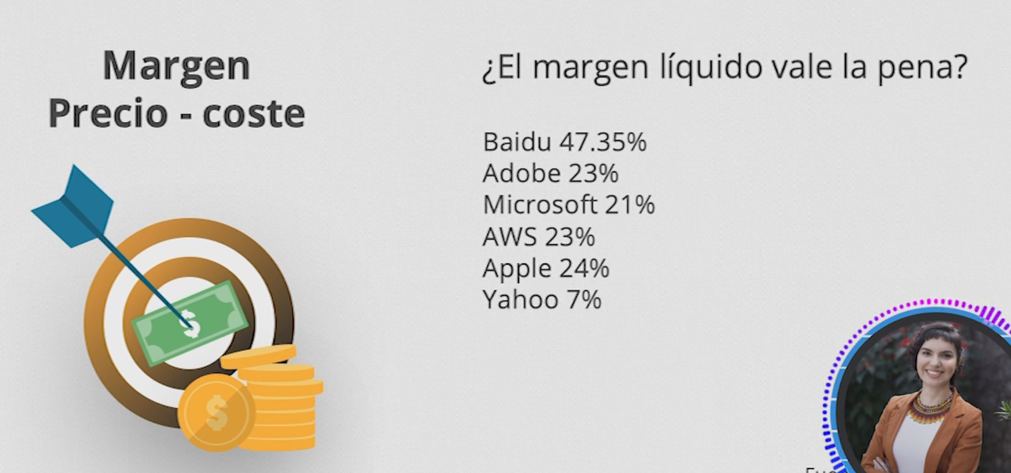 Margen
Precio - coste
¿El margen líquido vale la pena?
Baidu 47.35%
Adobe 23%
Microsoft 21%
AWS 23%
Apple 24%
Yahoo 7%
$
$